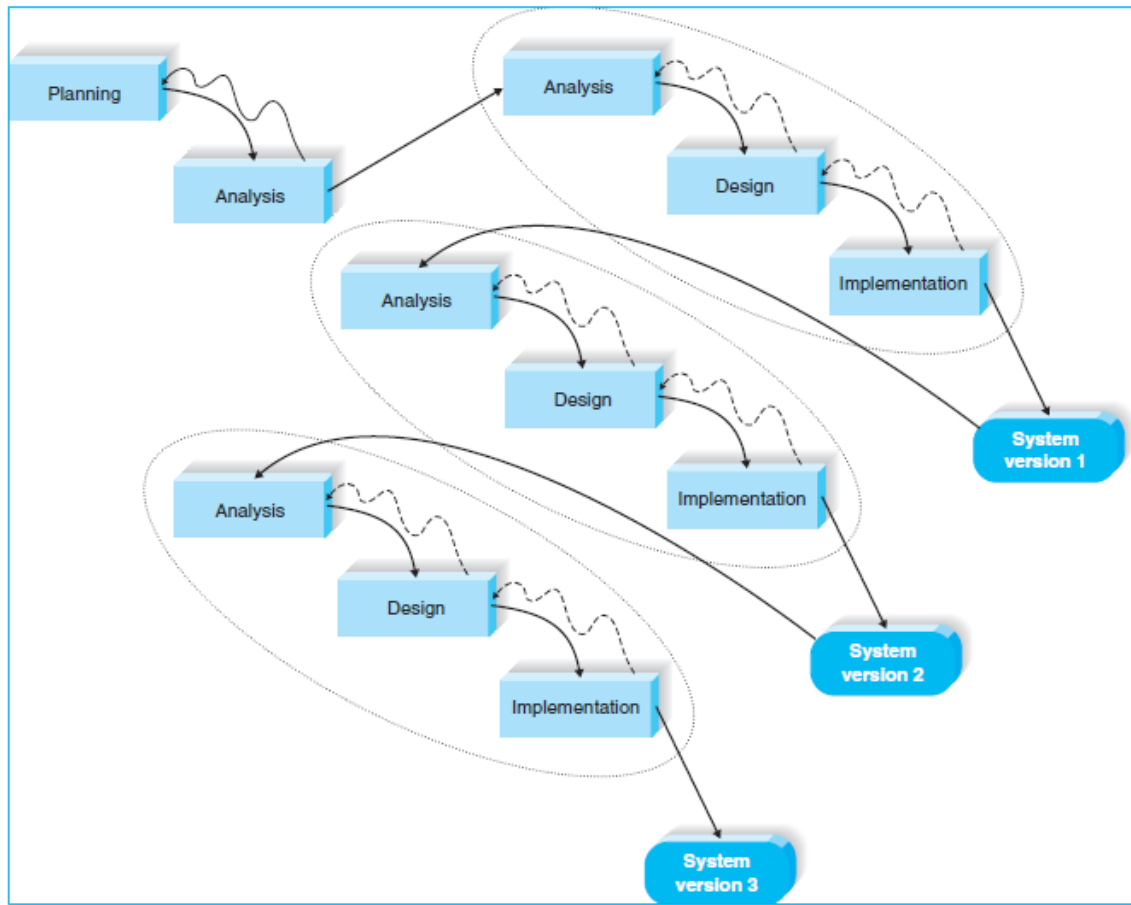 Planning
Analysis
Analysis
Design
Implementation
System
version 1
Analysis
Design
Implementation
System
version 2
Analysis
Design
Implementation
System
version 3